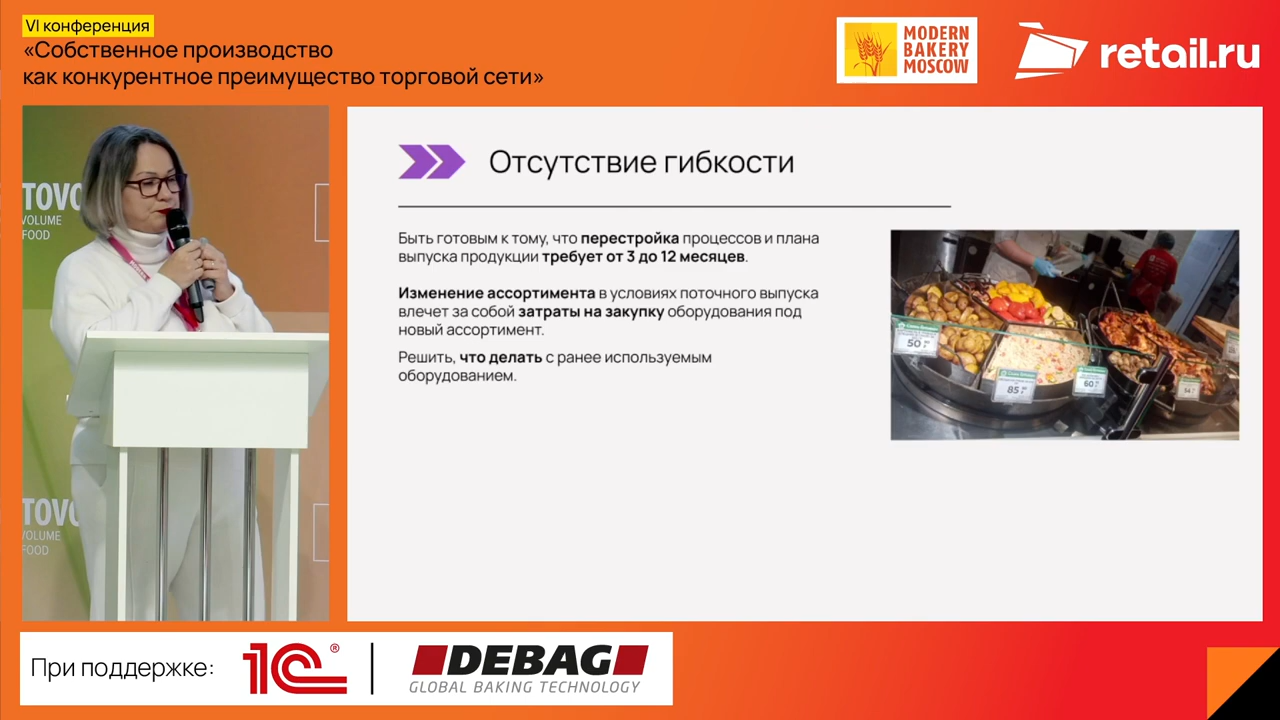 VI конференция
«Собственное производство
как конкурентное преимущество торговой сети»
MODERN
BAKERY
MOSCOW
retail.ru
TOVO
VOLUME
FOOD
Отсутствие гибкости
Быть готовым к тому, что перестройка процессов и плана
выпуска продукции требует от 3 до 12 месяцев.
Изменение ассортимента в условиях поточного выпуска
влечет за собой затраты на закупку оборудования под
новый ассортимент.
Решить, что делать с ранее используемым
оборудованием.
50
85
60
TOVO
VOLUME
FOOD
При поддержке:
1С®
DEBAG
GLOBAL BAKING TECHNOLOGY